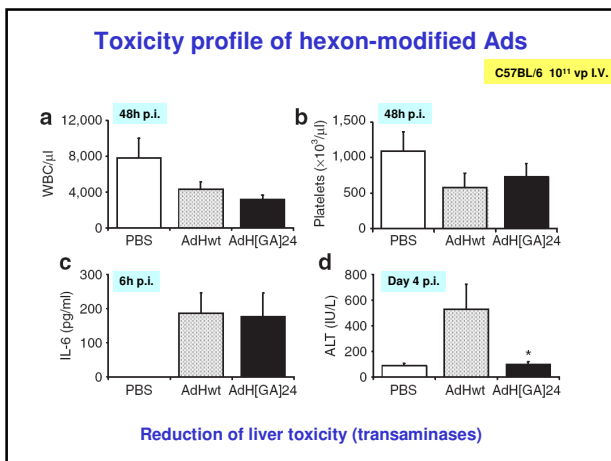 Toxicity profile of hexon-modified Ads
C57BL/6 10¹¹ vp I.V.
a
48h p.i.
WBC/µl
12,000
8,000
4,000
0
PBS AdHwt AdH[GA]24
b
48h p.i.
Platelets (×10³/µl)
1,500
1,000
500
0
PBS AdHwt AdH[GA]24
c
6h p.i.
IL-6 (pg/ml)
300
200
100
0
PBS AdHwt AdH[GA]24
d
Day 4 p.i.
ALT (IU/L)
800
600
400
200
0
*
PBS AdHwt AdH[GA]24
Reduction of liver toxicity (transaminases)